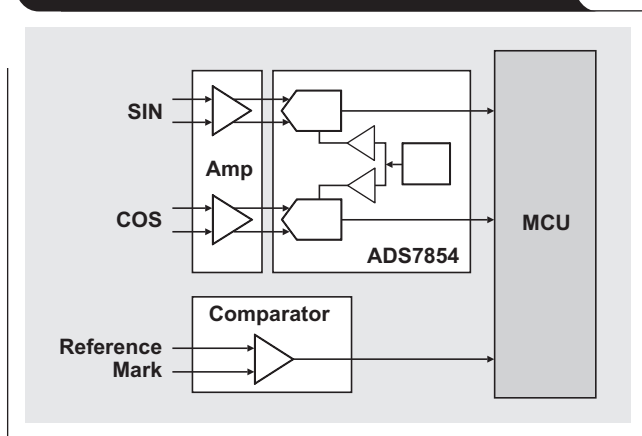 SIN
Amp
COS
ADS7854
MCU
Comparator
Reference
Mark